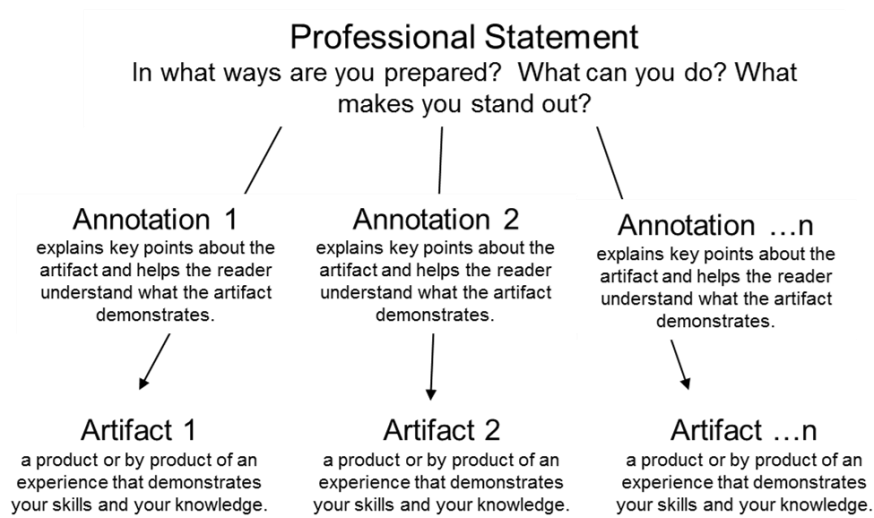 Professional Statement
In what ways are you prepared?  What can you do? What
makes you stand out?
Annotation 1
explains key points about the
artifact and helps the reader
understand what the artifact
demonstrates.
Annotation 2
explains key points about the
artifact and helps the reader
understand what the artifact
demonstrates.
Annotation ...n
explains key points about the
artifact and helps the reader
understand what the artifact
demonstrates.
Artifact 1
a product or by product of an
experience that demonstrates
your skills and your knowledge.
Artifact 2
a product or by product of an
experience that demonstrates
your skills and your knowledge.
Artifact ...n
a product or by product of an
experience that demonstrates
your skills and your knowledge.